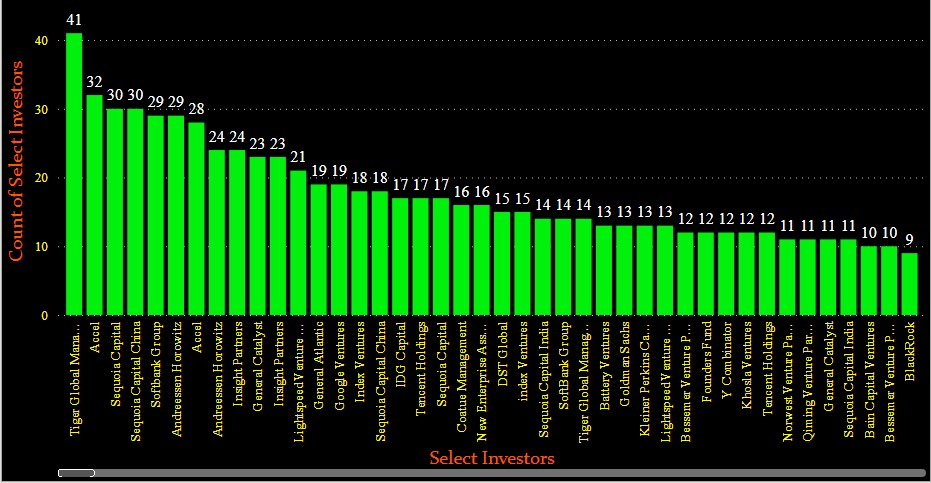 Count of Select Investors
40
30
20
10
0
41
32
30
30
29
29
28
24
24
23
23
21
19
19
18
18
17
17
17
16
16
15
15
14
14
14
13
13
13
13
12
12
12
12
12
11
11
11
11
10
10
9
Tiger Global Mana...
Accel
Sequoia Capital
Sequoia Capital China
Softbank Group
Andreessen Horowitz
Accel
Andreessen Horowitz
Insight Partners
General Catalyst
Insight Partners
Lightspeed Venture ...
General Atlantic
Google Ventures
Index Ventures
Sequoia Capital China
IDG Capital
Tencent Holdings
Sequoia Capital
Coatue Management
New Enterprise Ass...
DST Global
index Ventures
Sequoia Capital India
SoftBank Group
Tiger Global Manag...
Battery Ventures
Goldman Sachs
Kleiner Perkins Ca...
Lightspeed Venture ...
Bessemer Venture P...
Founders Fund
Y Combinator
Khosla Ventures
Tencent Holdings
Norwest Venture Pa...
Qiming Venture Par...
General Catalyst
Sequoia Capital India
Bain Capital Ventures
Bessemer Venture P...
BlackRock
Select Investors